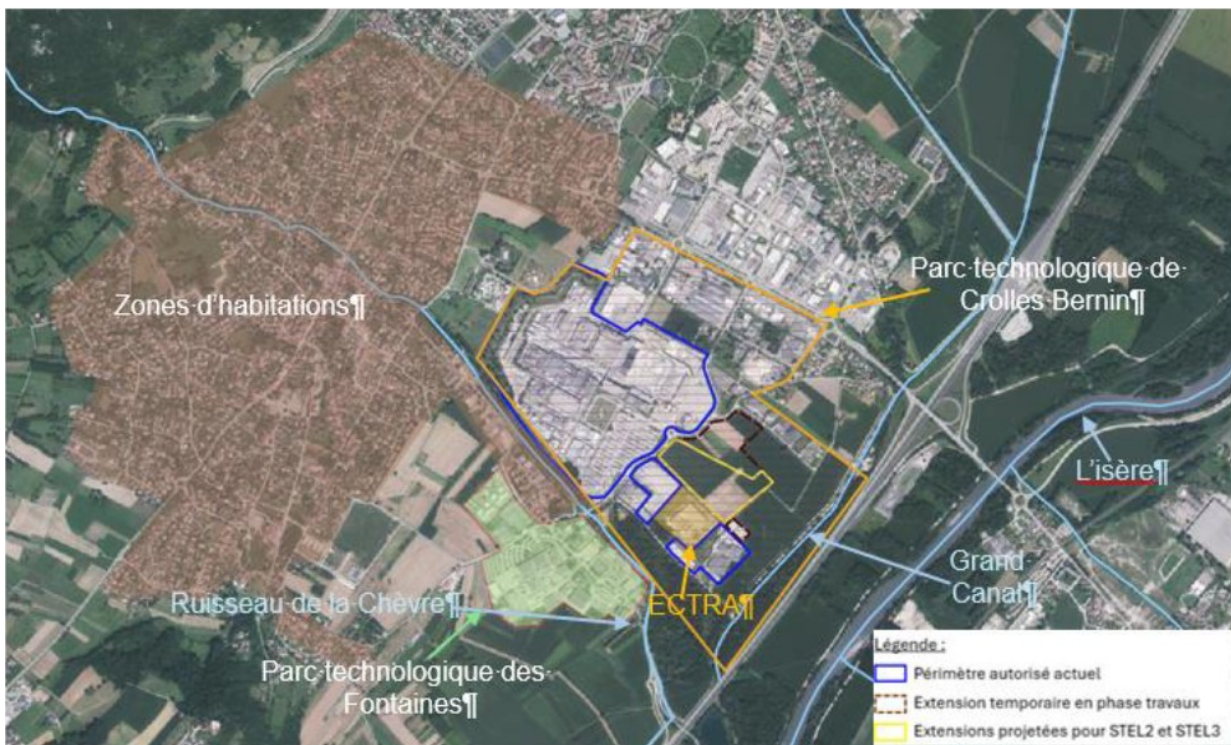 Parc·technologique·de·
Crolles·Bernin¶
Zones·d'habitations¶
L'isère¶
Grand·
Canal¶
Ruisseau·de·la·Chèvre¶
ECTRA¶
Parc·technologique·des·
Fontaines¶
Légende :
Périmètre autorisé actuel
Extension temporaire en phase travaux
Extensions projetées pour STEL2 et STEL3